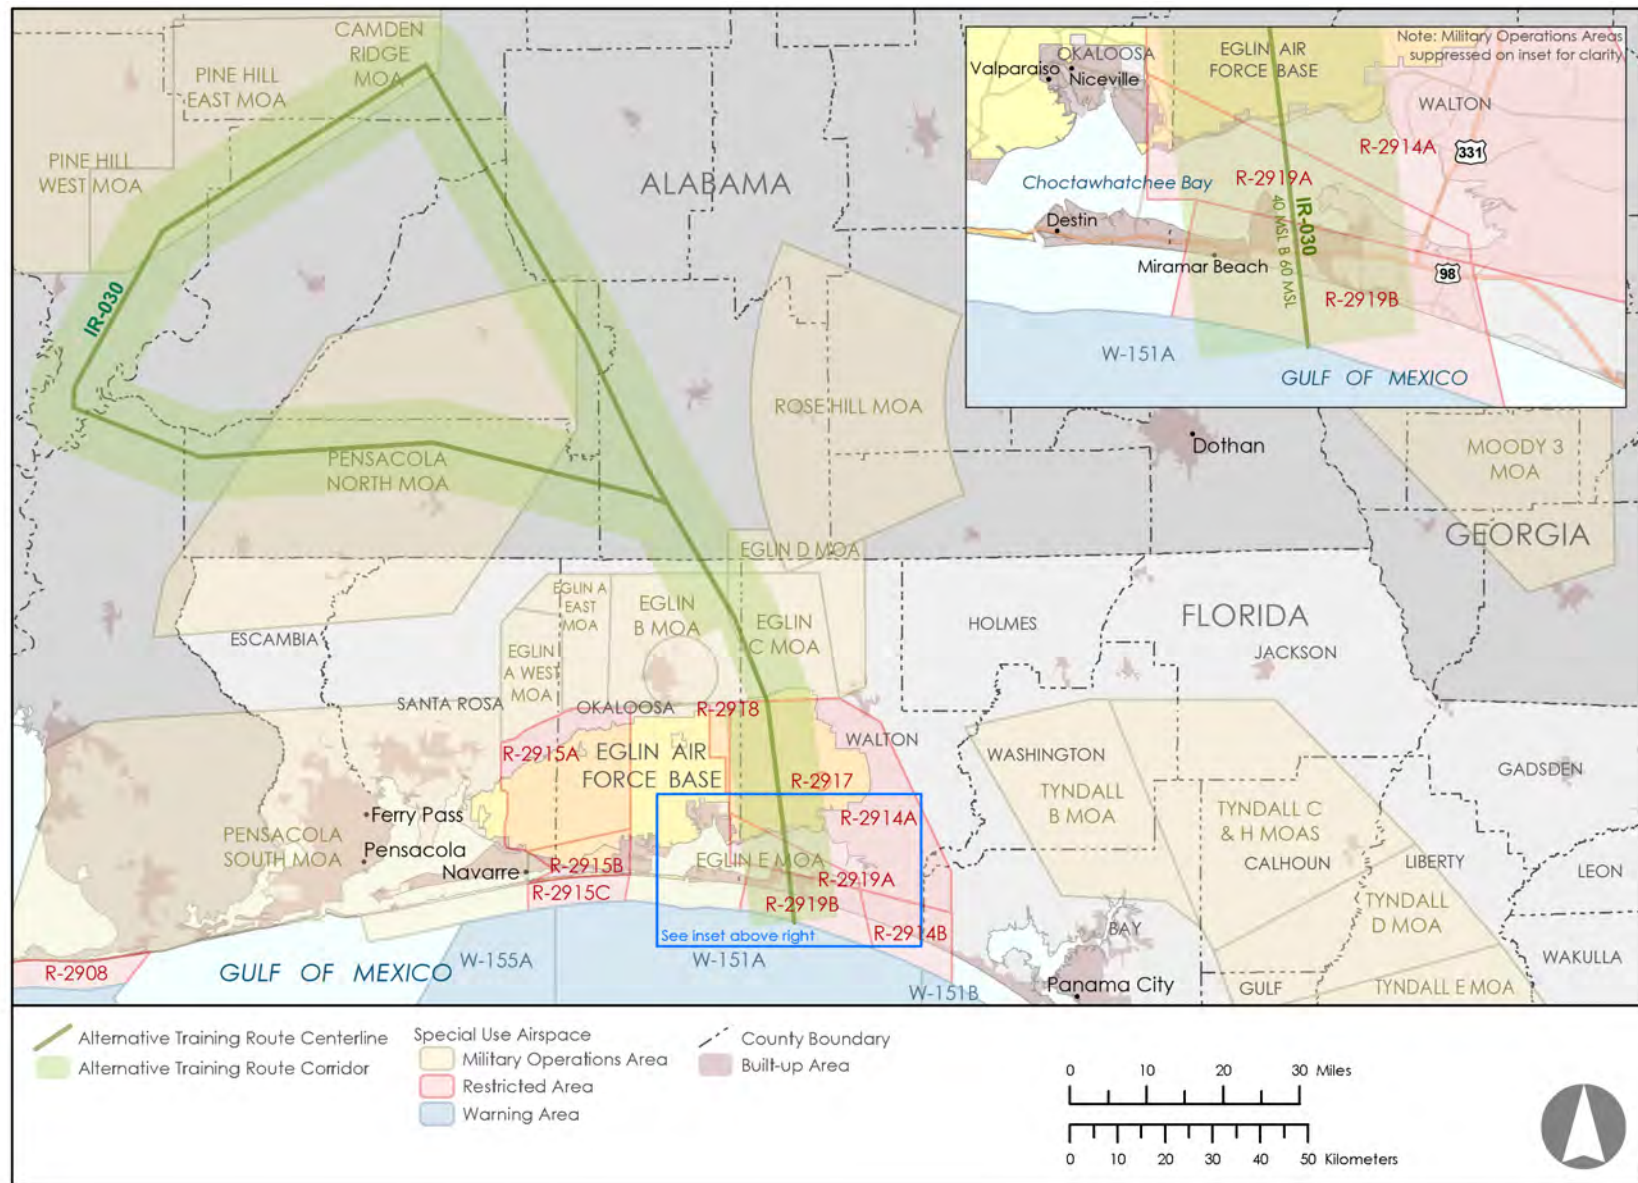 CAMDEN
RIDGE
MOA
PINE HILL
EAST MOA
PINE HILL
WEST MOA
ALABAMA
IR-030
ROSE HILL MOA
PENSACOLA
NORTH MOA
Dothan
MOODY 3
MOA
GEORGIA
EGLIN D MOA
EGLIN A
EAST
MOA
EGLIN
B MOA
EGLIN
C MOA
EGLIN
A WEST
MOA
ESCAMBIA
HOLMES
FLORIDA
JACKSON
SANTA ROSA
OKALOOSA
R-2918
WALTON
R-2915A
EGLIN AIR
FORCE BASE
R-2917
WASHINGTON
GADSDEN
TYNDALL
B MOA
TYNDALL C
& H MOAS
Ferry Pass
R-2914A
PENSACOLA
SOUTH MOA
Pensacola
Navarre
R-2915B
EGLIN E MOA
CALHOUN
LIBERTY
LEON
R-2915C
R-2919A
R-2919B
TYNDALL
D MOA
See inset above right
R-2914B
BAY
R-2908
GULF OF MEXICO
W-155A
W-151A
W-151B
Panama City
GULF
WAKULLA
TYNDALL E MOA
Note: Military Operations Areas
suppressed on inset for clarity.
OKALOOSA
EGLIN AIR
FORCE BASE
Valparaiso
Niceville
WALTON
R-2914A
331
Choctawhatchee Bay
R-2919A
IR-030
40 MSL B 60 MSL
Destin
Miramar Beach
98
R-2919B
W-151A
GULF OF MEXICO
Alternative Training Route Centerline
Alternative Training Route Corridor
Special Use Airspace
Military Operations Area
Restricted Area
Warning Area
County Boundary
Built-up Area
0 10 20 30 Miles
0 10 20 30 40 50 Kilometers